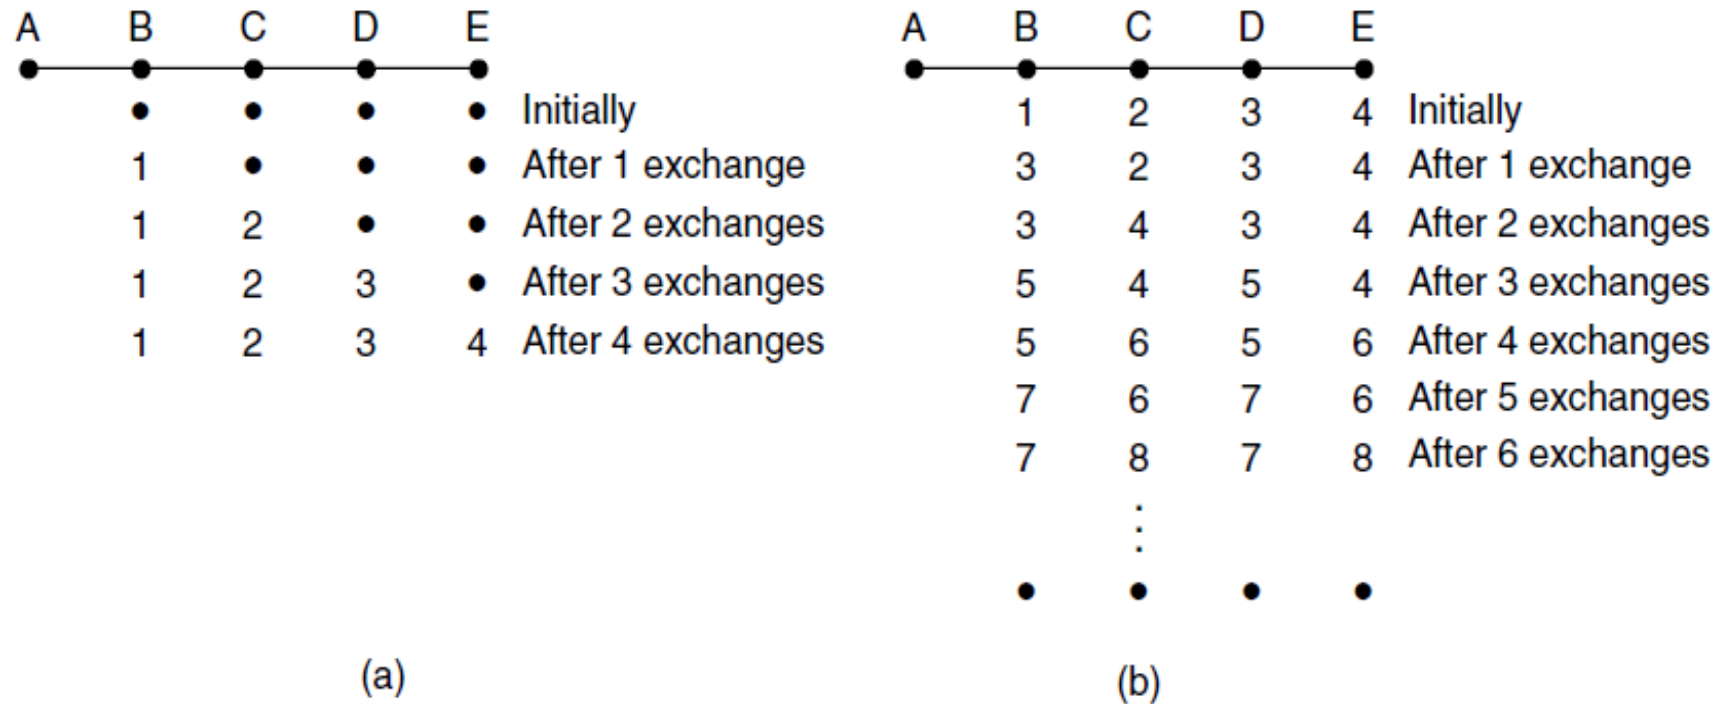 A B C D E
• • • • Initially
1 • • • After 1 exchange
1 2 • • After 2 exchanges
1 2 3 • After 3 exchanges
1 2 3 4 After 4 exchanges
(a)
A B C D E
1 2 3 4 Initially
3 2 3 4 After 1 exchange
3 4 3 4 After 2 exchanges
5 4 5 4 After 3 exchanges
5 6 5 6 After 4 exchanges
7 6 7 6 After 5 exchanges
7 8 7 8 After 6 exchanges
⋮
• • • •
(b)